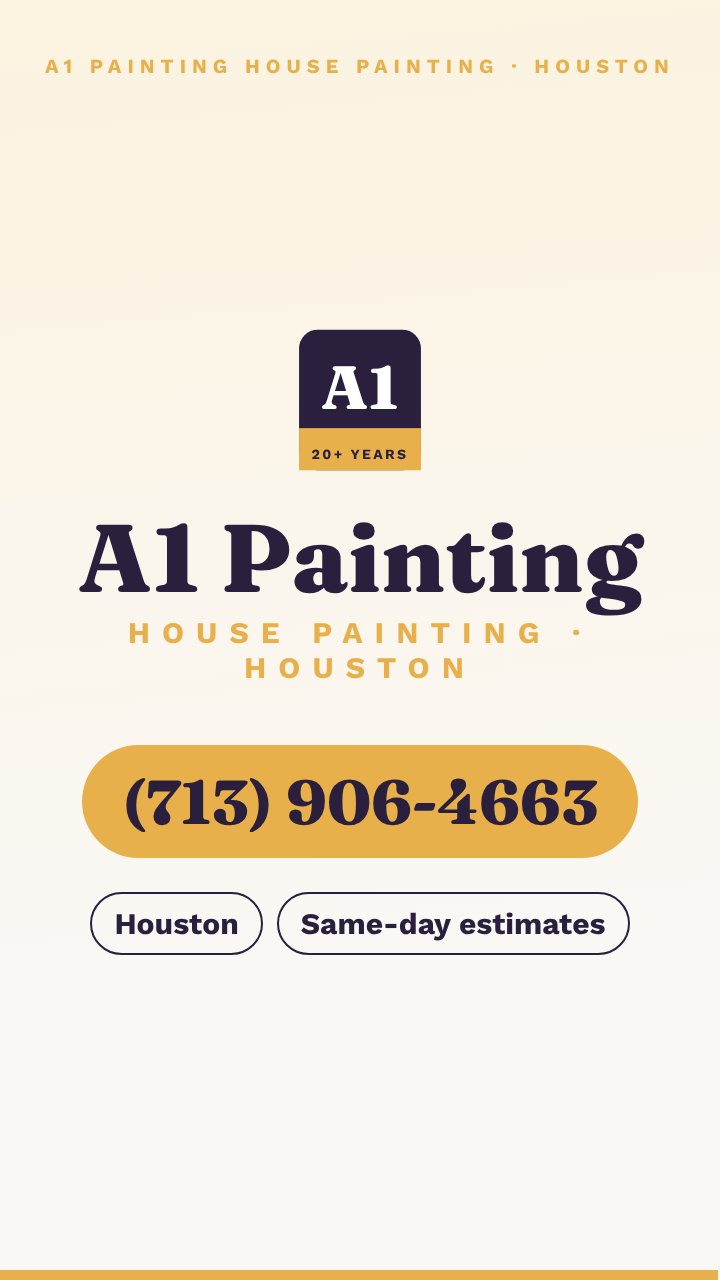 A1 PAINTING HOUSE PAINTING · HOUSTON
A1
20+ YEARS
A1 Painting
HOUSE PAINTING ·
HOUSTON
(713) 906-4663
Houston
Same-day estimates